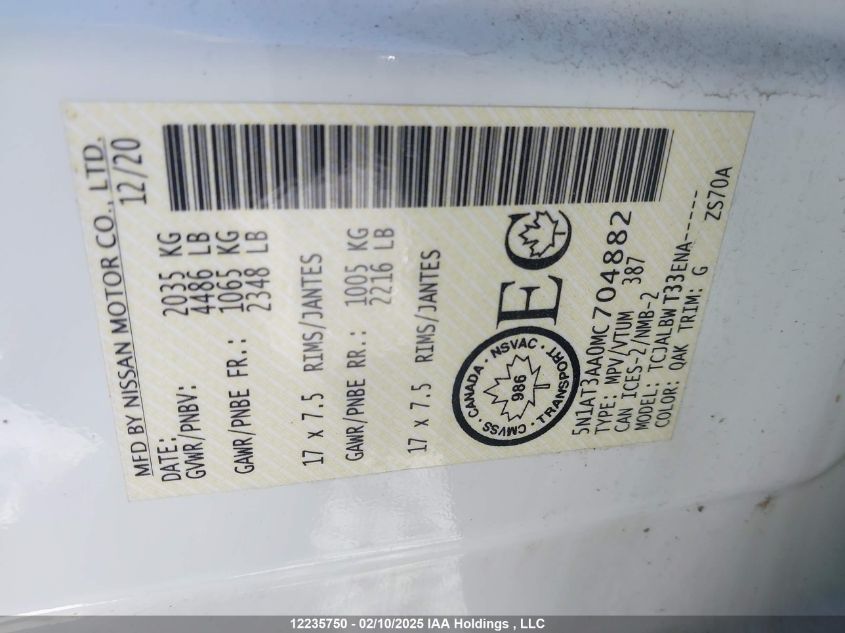 MFD BY NISSAN MOTOR CO., LTD.
DATE: 12/20
GVWR/PNBV: 2035 KG
4486 LB
GAWR/PNBE FR.: 1065 KG
2348 LB
17 X 7.5 RIMS/JANTES
GAWR/PNBE RR.: 1005 KG
2216 LB
17 X 7.5 RIMS/JANTES
CANADA · NSVAC · TRANSPORT · CMVSS ·
986
EC
5N1AT3AA0MC704882
TYPE: MPV/VTUM 387
CAN ICES-2/NMB-2
MODEL: TCJALBW T33ENA-----
COLOR: QAK TRIM: G ZS70A
12235750 - 02/10/2025 IAA Holdings , LLC